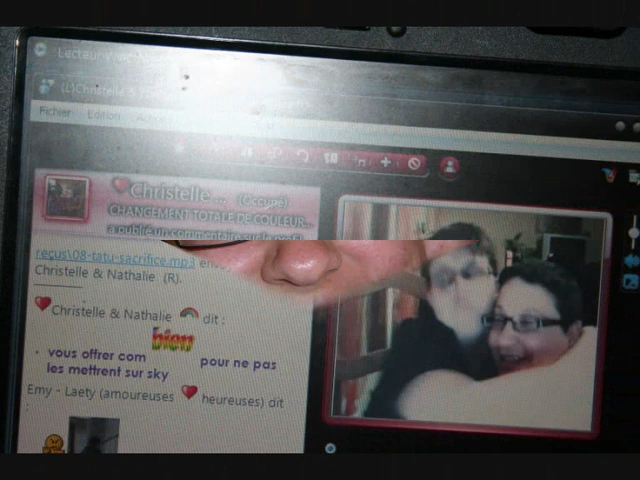 Lecteur
Fichier Edition
Christelle ... (Occupé)
CHANGEMENT TOTALE DE COULEUR...
a publié un commentaire sur le
reçus\08-tatu-sacrifice.mp3
Christelle & Nathalie (R).
Christelle & Nathalie dit :
bien
vous offrir com pour ne pas
les mettrent sur sky
Emy - Laety (amoureuses heureuses) dit
: